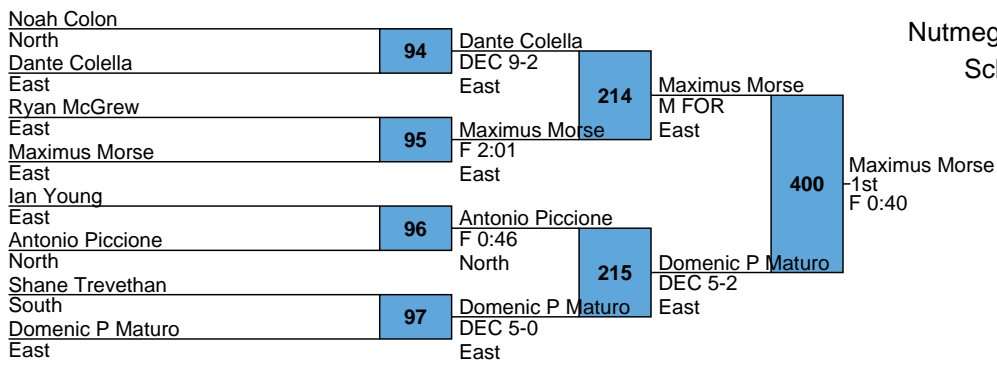 Noah Colon
North
Dante Colella
East
Ryan McGrew
East
Maximus Morse
East
Ian Young
East
Antonio Piccione
North
Shane Trevethan
South
Domenic P Maturo
East
94
95
96
97
Dante Colella
DEC 9-2
East
Maximus Morse
F 2:01
East
Antonio Piccione
F 0:46
North
Domenic P Maturo
DEC 5-0
East
214
215
Maximus Morse
M FOR
East
Domenic P Maturo
DEC 5-2
East
400
Maximus Morse
1st
F 0:40
Nutmeg